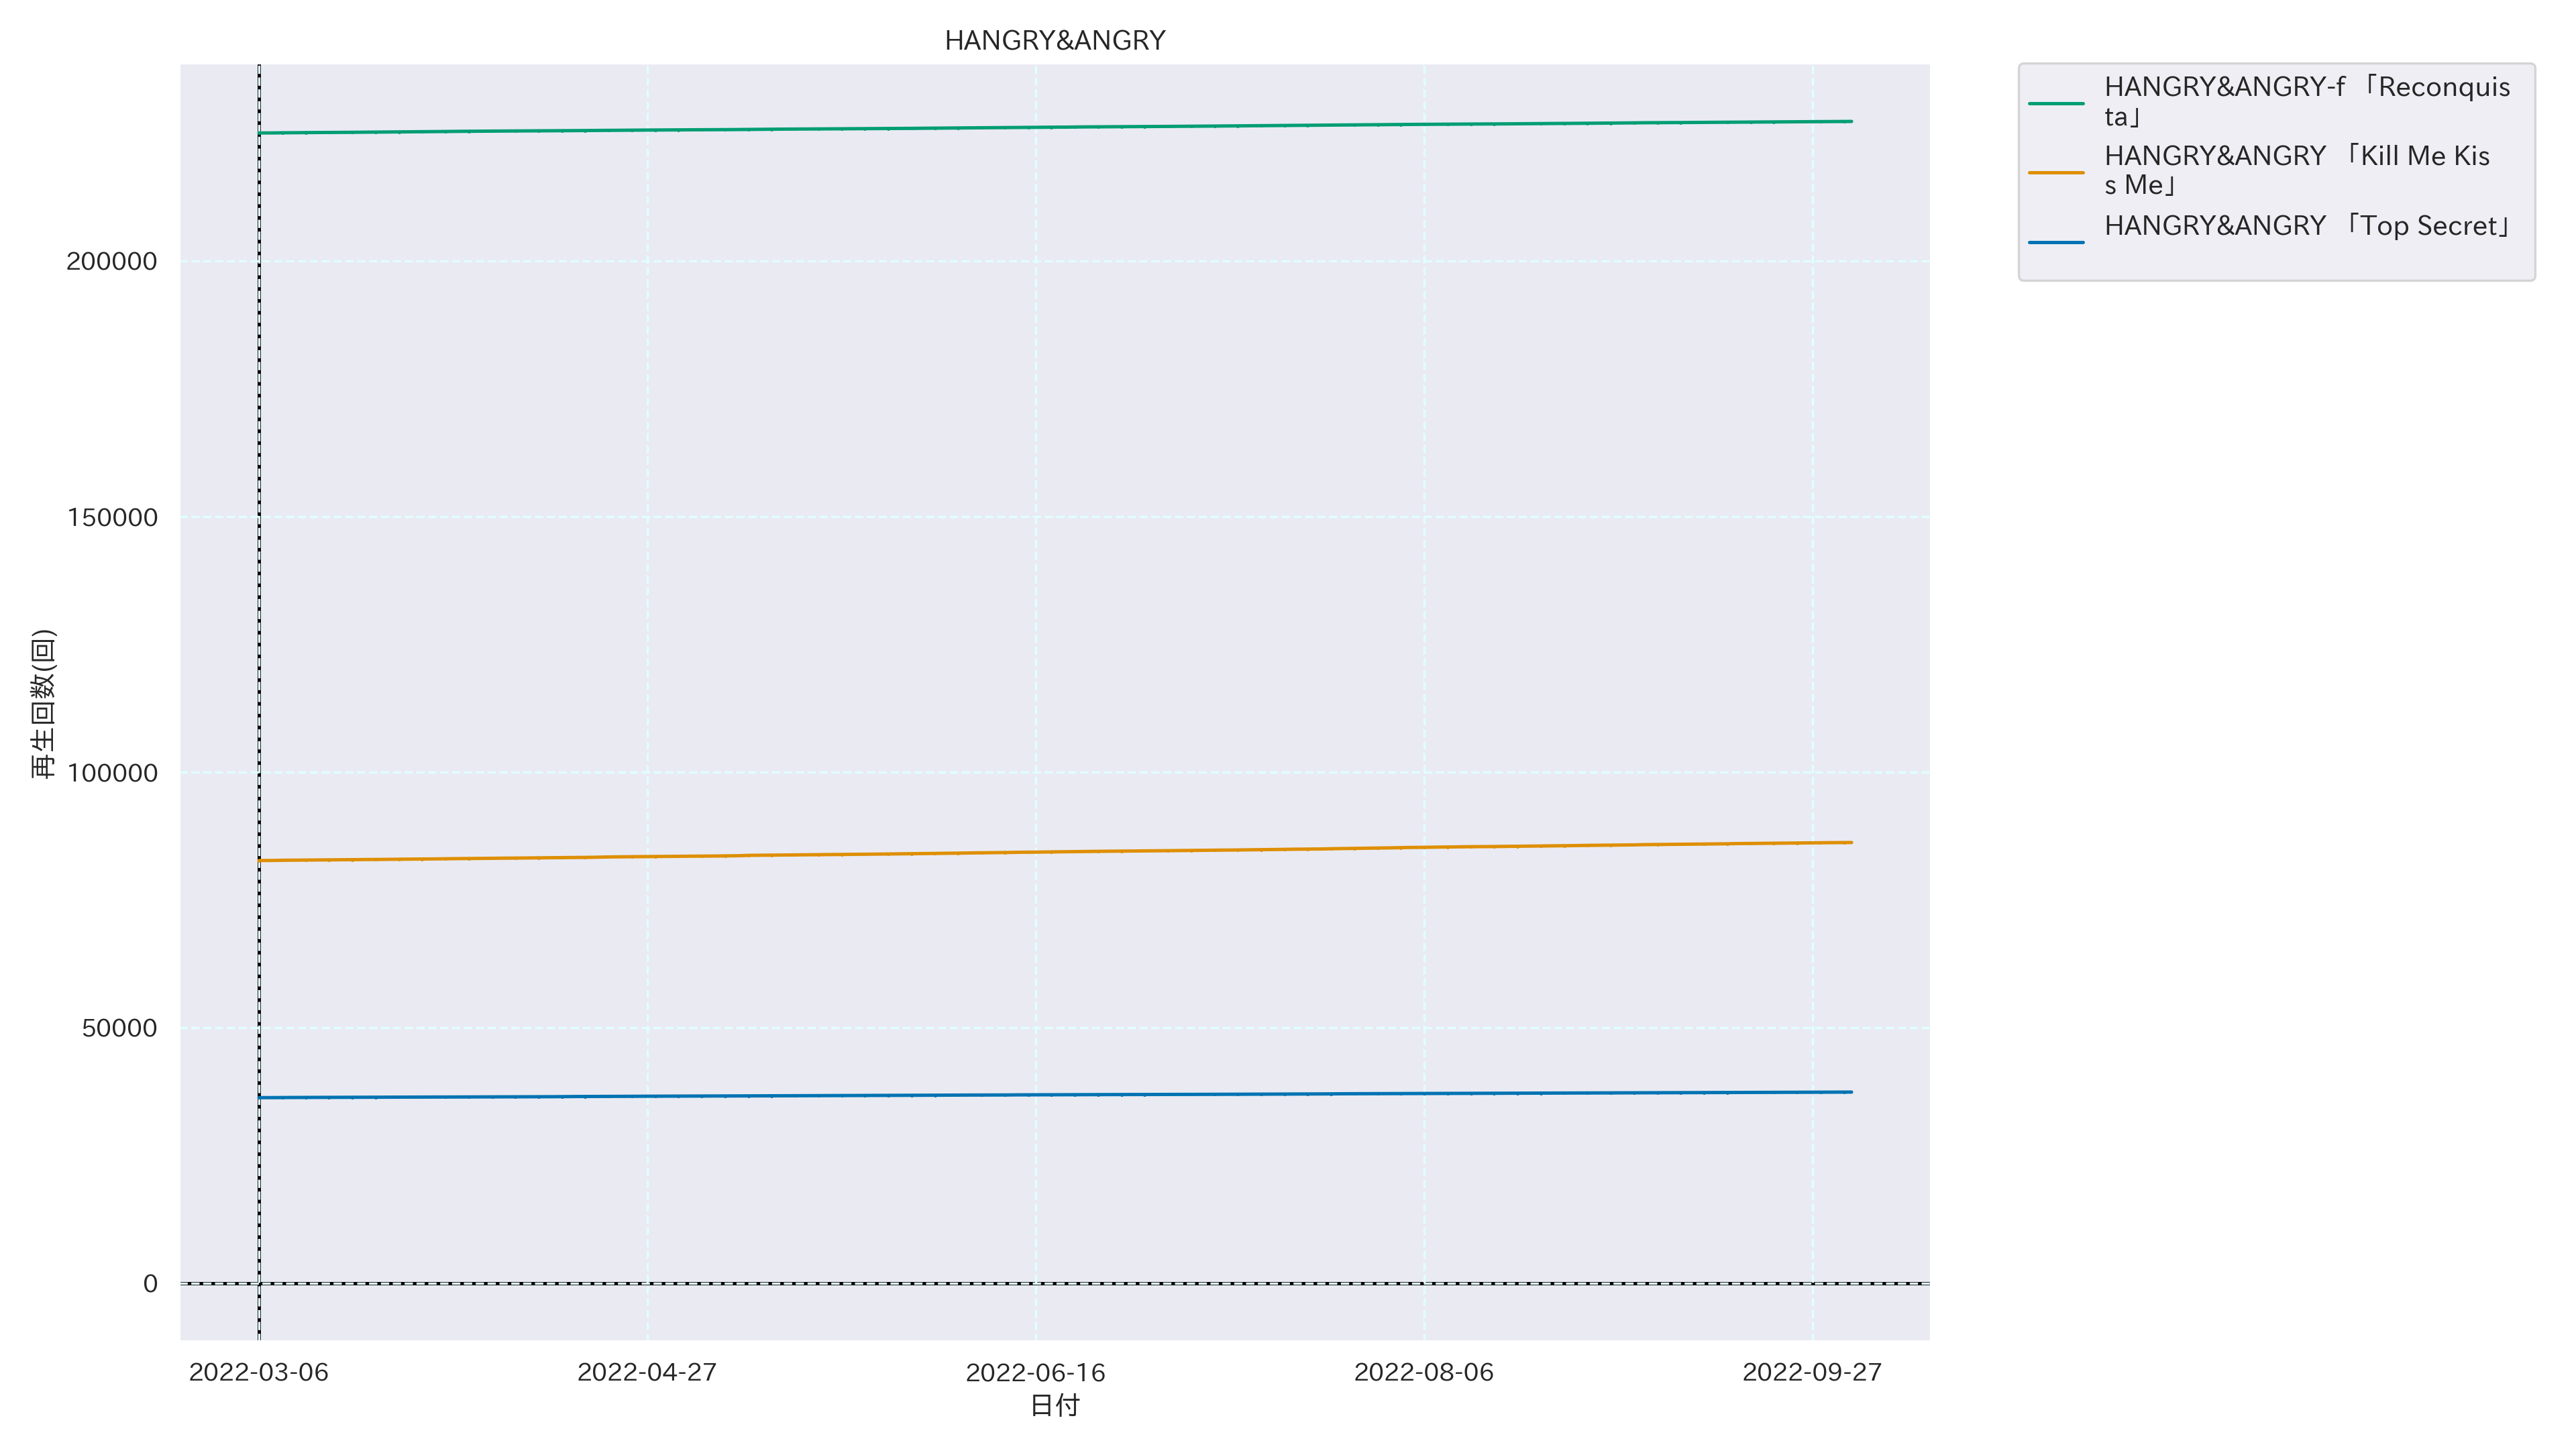 HANGRY&ANGRY
HANGRY&ANGRY-f 「Reconquis
ta」
HANGRY&ANGRY 「Kill Me Kis
s Me」
HANGRY&ANGRY 「Top Secret」
再生回数(回)
200000
150000
100000
50000
0
2022-03-06
2022-04-27
2022-06-16
2022-08-06
2022-09-27
日付